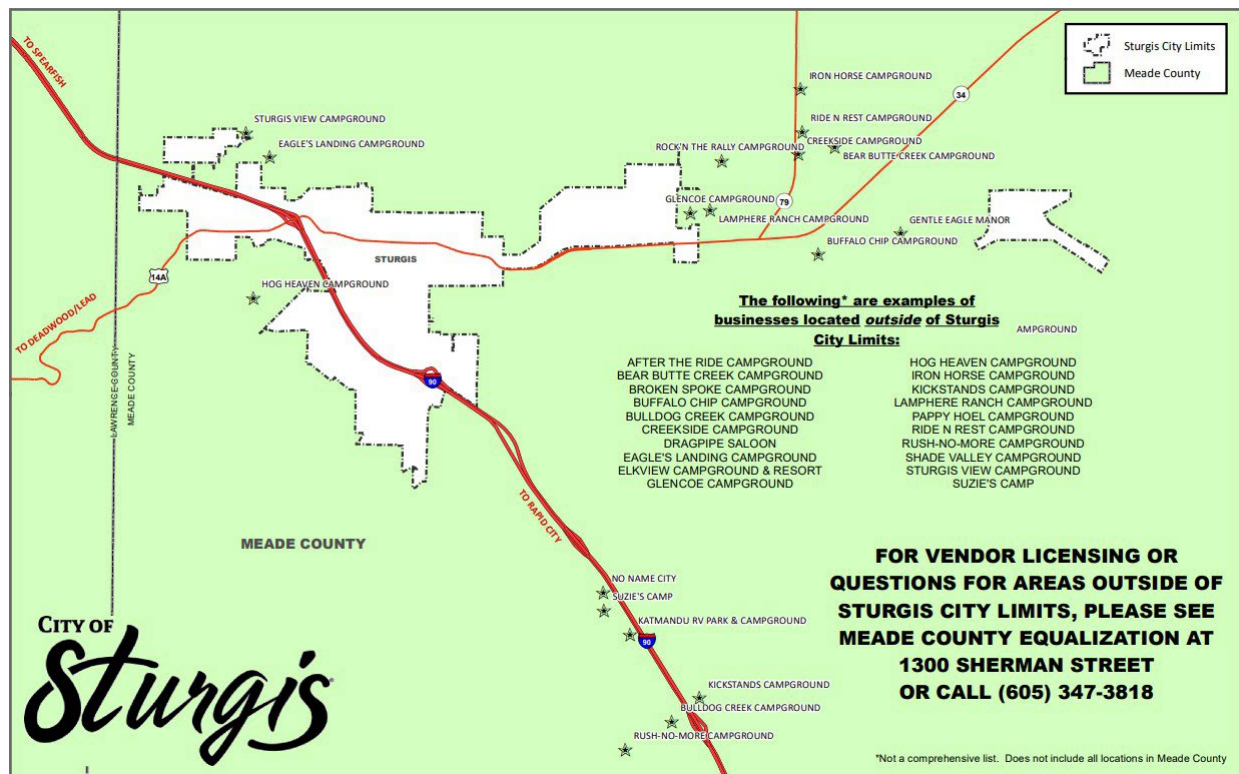 TO SPEARFISH
Sturgis City Limits
Meade County
IRON HORSE CAMPGROUND
34
STURGIS VIEW CAMPGROUND
RIDE N REST CAMPGROUND
EAGLE'S LANDING CAMPGROUND
CREEKSIDE CAMPGROUND
ROCK'N THE RALLY CAMPGROUND
BEAR BUTTE CREEK CAMPGROUND
GLENCOE CAMPGROUND
79
LAMPHERE RANCH CAMPGROUND
GENTLE EAGLE MANOR
BUFFALO CHIP CAMPGROUND
STURGIS
14A
HOG HEAVEN CAMPGROUND
TO DEADWOOD/LEAD
LAWRENCE COUNTY
MEADE COUNTY
90
The following* are examples of
businesses located outside of Sturgis
City Limits:
AMPGROUND
AFTER THE RIDE CAMPGROUND
BEAR BUTTE CREEK CAMPGROUND
BROKEN SPOKE CAMPGROUND
BUFFALO CHIP CAMPGROUND
BULLDOG CREEK CAMPGROUND
CREEKSIDE CAMPGROUND
DRAGPIPE SALOON
EAGLE'S LANDING CAMPGROUND
ELKVIEW CAMPGROUND & RESORT
GLENCOE CAMPGROUND
HOG HEAVEN CAMPGROUND
IRON HORSE CAMPGROUND
KICKSTANDS CAMPGROUND
LAMPHERE RANCH CAMPGROUND
PAPPY HOEL CAMPGROUND
RIDE N REST CAMPGROUND
RUSH-NO-MORE CAMPGROUND
SHADE VALLEY CAMPGROUND
STURGIS VIEW CAMPGROUND
SUZIE'S CAMP
TO RAPID CITY
MEADE COUNTY
NO NAME CITY
SUZIE'S CAMP
KATMANDU RV PARK & CAMPGROUND
90
KICKSTANDS CAMPGROUND
BULLDOG CREEK CAMPGROUND
RUSH-NO-MORE CAMPGROUND
FOR VENDOR LICENSING OR
QUESTIONS FOR AREAS OUTSIDE OF
STURGIS CITY LIMITS, PLEASE SEE
MEADE COUNTY EQUALIZATION AT
1300 SHERMAN STREET
OR CALL (605) 347-3818
CITY OF
Sturgis
*Not a comprehensive list. Does not include all locations in Meade County